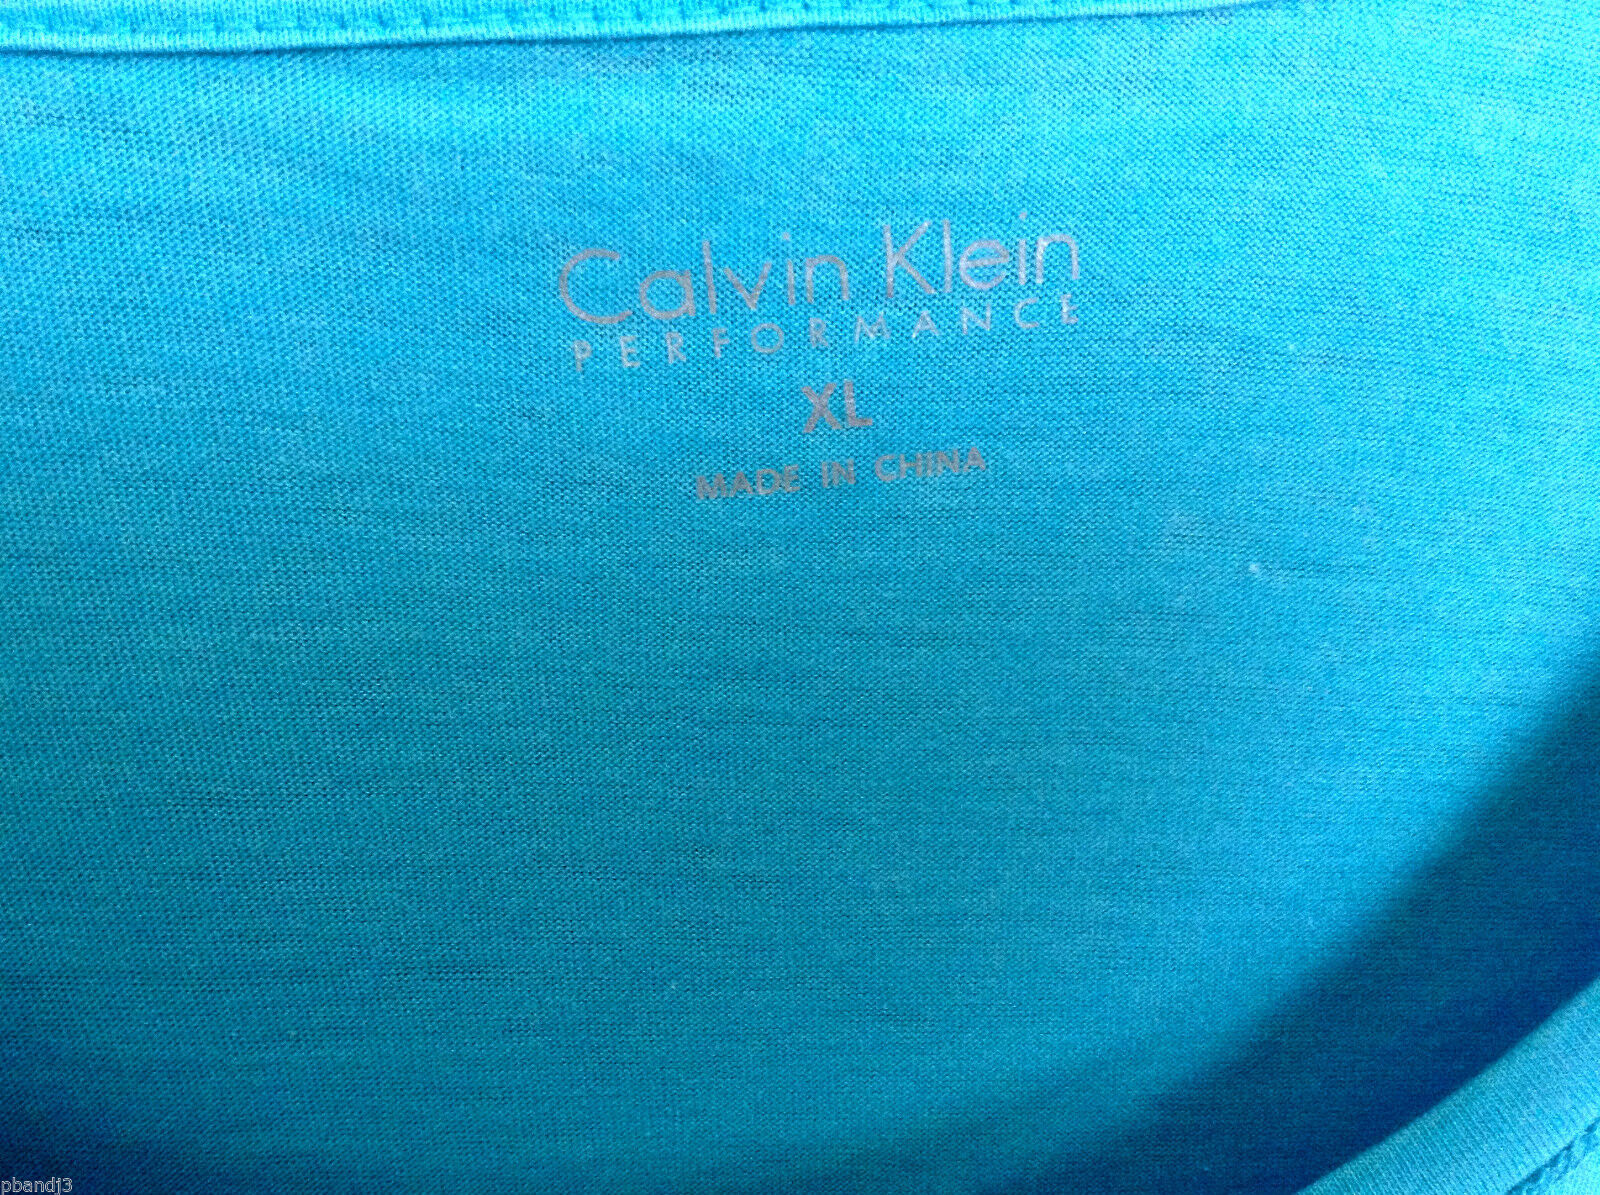 Calvin Klein
PERFORMANCE
XL
MADE IN CHINA
pbandj3